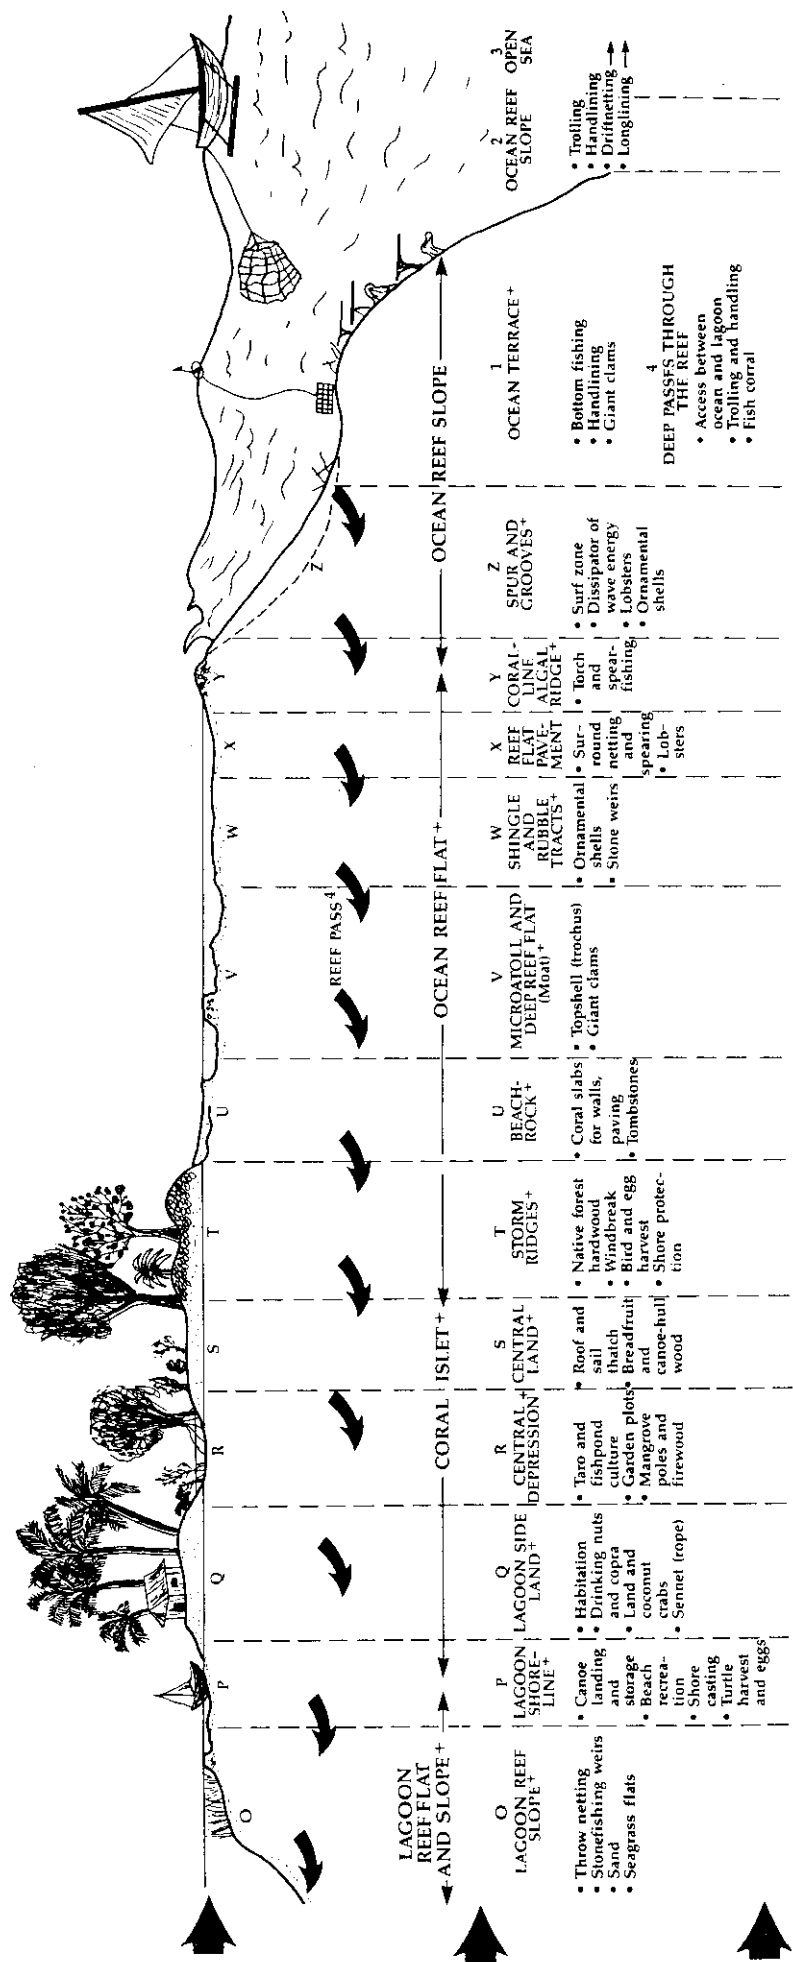 O
P
Q
R
S
T
U
V
W
X
Y
Z
REEF PASS⁴
LAGOON
REEF FLAT
AND SLOPE⁺
CORAL ISLET⁺
OCEAN REEF FLAT⁺
OCEAN REEF SLOPE
O
LAGOON REEF
SLOPE⁺
• Throw netting
• Stonefishing weirs
• Sand
• Seagrass flats
P
LAGOON
SHORE-
LINE⁺
• Canoe
landing
and
storage
• Beach
recrea-
tion
• Shore
casting
• Turtle
harvest
and eggs
Q
LAGOON SIDE
LAND⁺
• Habitation
• Drinking nuts
and copra
• Land and
coconut
crabs
• Sennet (rope)
R
CENTRAL
DEPRESSION⁺
• Taro and
fishpond
culture
• Garden plots
• Mangrove
poles and
firewood
S
CENTRAL
LAND⁺
• Roof and
sail
thatch
• Breadfruit
and
canoe-hull
wood
T
STORM
RIDGES⁺
• Native forest
hardwood
• Windbreak
• Bird and egg
harvest
• Shore protec-
tion
U
BEACH-
ROCK⁺
• Coral slabs
for walls,
paving
• Tombstones
V
MICROATOLL AND
DEEP REEF FLAT
(Moat)⁺
• Topshell (trochus)
• Giant clams
W
SHINGLE
AND
RUBBLE
TRACTS⁺
• Ornamental
shells
• Stone weirs
X
REEF
FLAT
PAVE-
MENT
• Sur-
round
netting
and
spearing
• Lob-
sters
Y
CORAL-
LINE
ALGAL
RIDGE⁺
• Torch
and
spear-
fishing
Z
SPUR AND
GROOVES⁺
• Surf zone
• Dissipator of
wave energy
• Lobsters
• Ornamental
shells
1
OCEAN TERRACE⁺
• Bottom fishing
• Handlining
• Giant clams
4
DEEP PASSES THROUGH
THE REEF
• Access between
ocean and lagoon
• Trolling and handling
• Fish corral
2
OCEAN REEF
SLOPE
3
OPEN
SEA
• Trolling
• Handlining
• Driftnetting →
• Longlining →